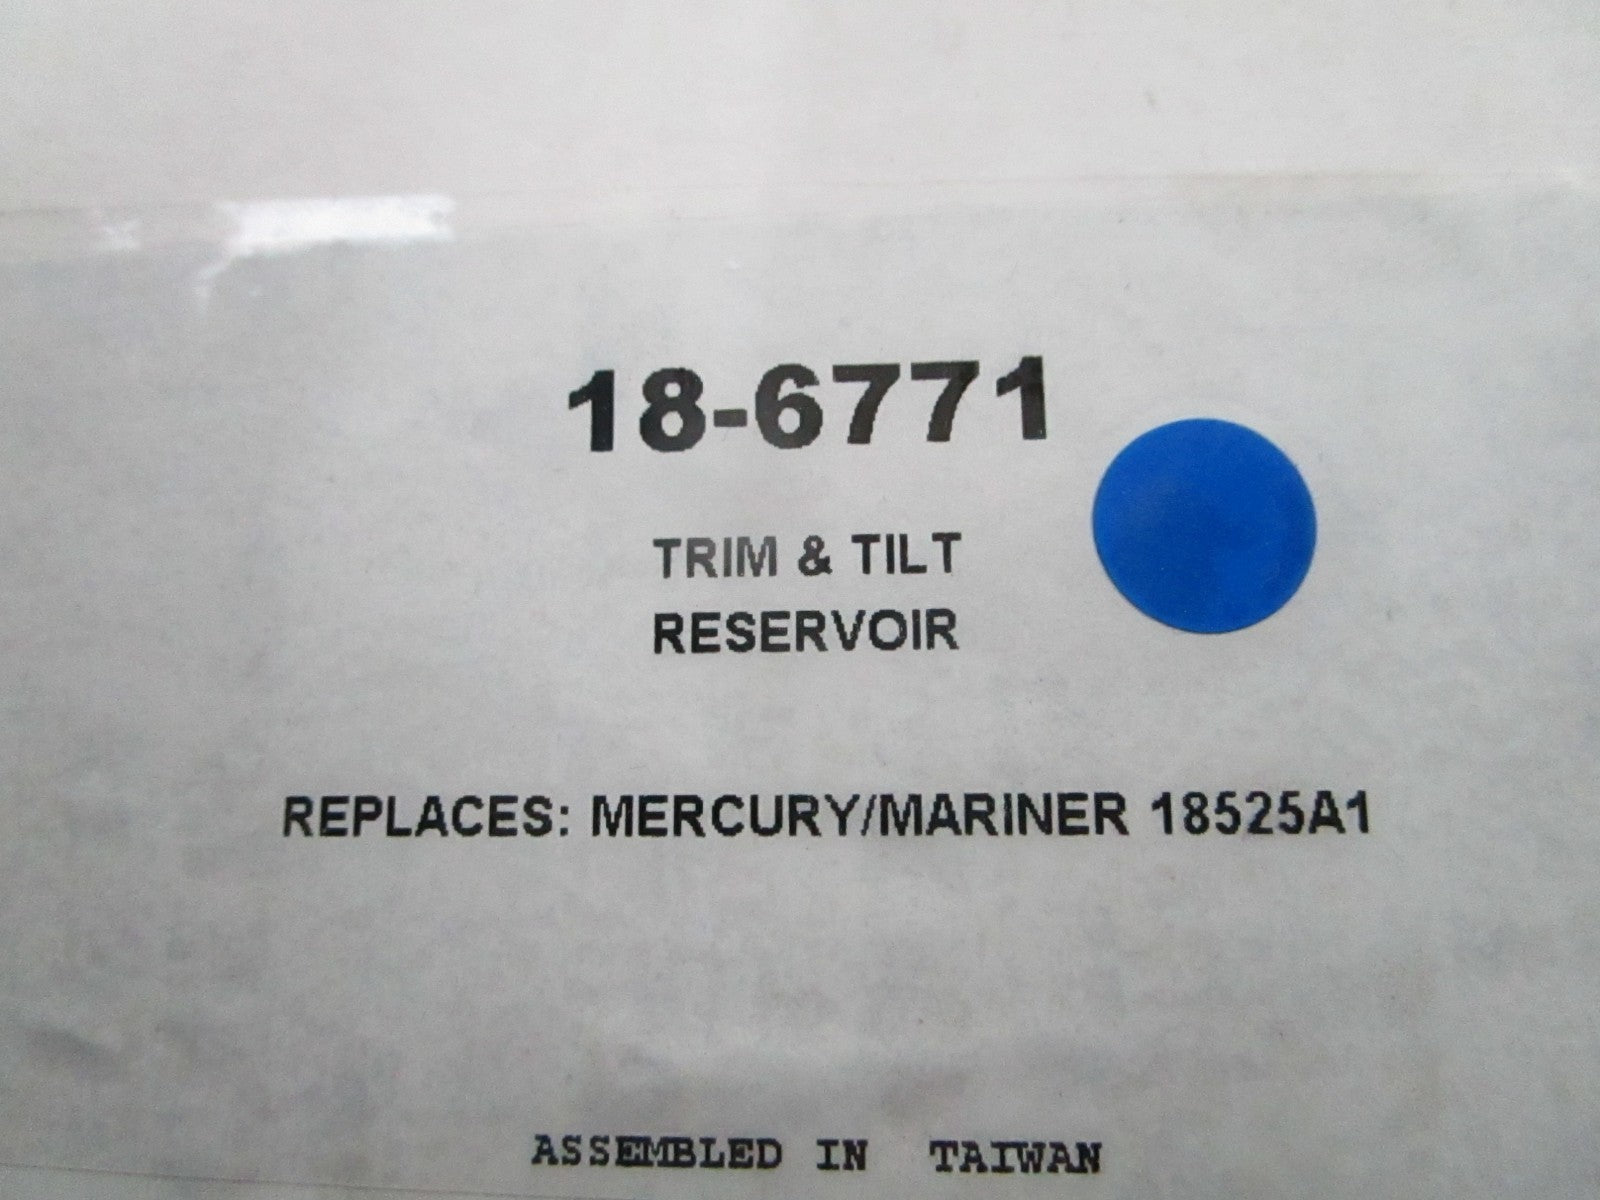 18-6771
TRIM & TILT
RESERVOIR
REPLACES: MERCURY/MARINER 18525A1
ASSEMBLED IN TAIWAN